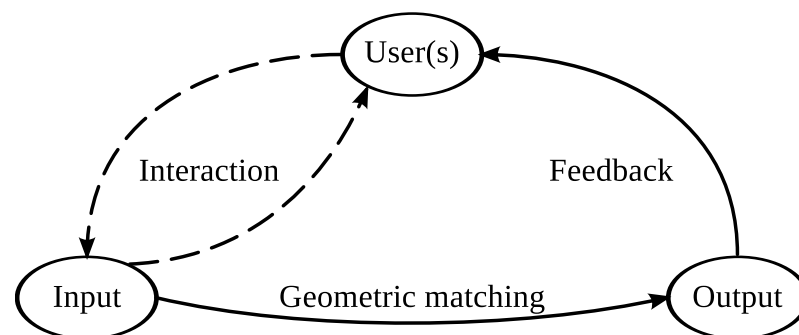 User(s)
Interaction
Feedback
Input
Geometric matching
Output